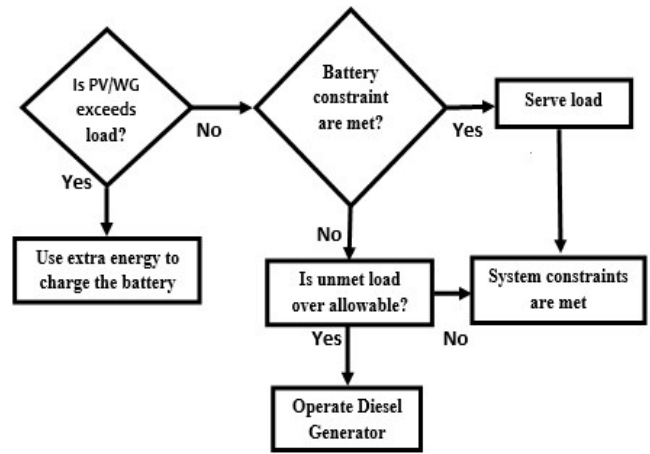 Is PV/WG
exceeds
load?
No
Yes
Use extra energy to
charge the battery
Battery
constraint
are met?
Yes
Serve load
No
Is unmet load
over allowable?
No
System constraints
are met
Yes
Operate Diesel
Generator